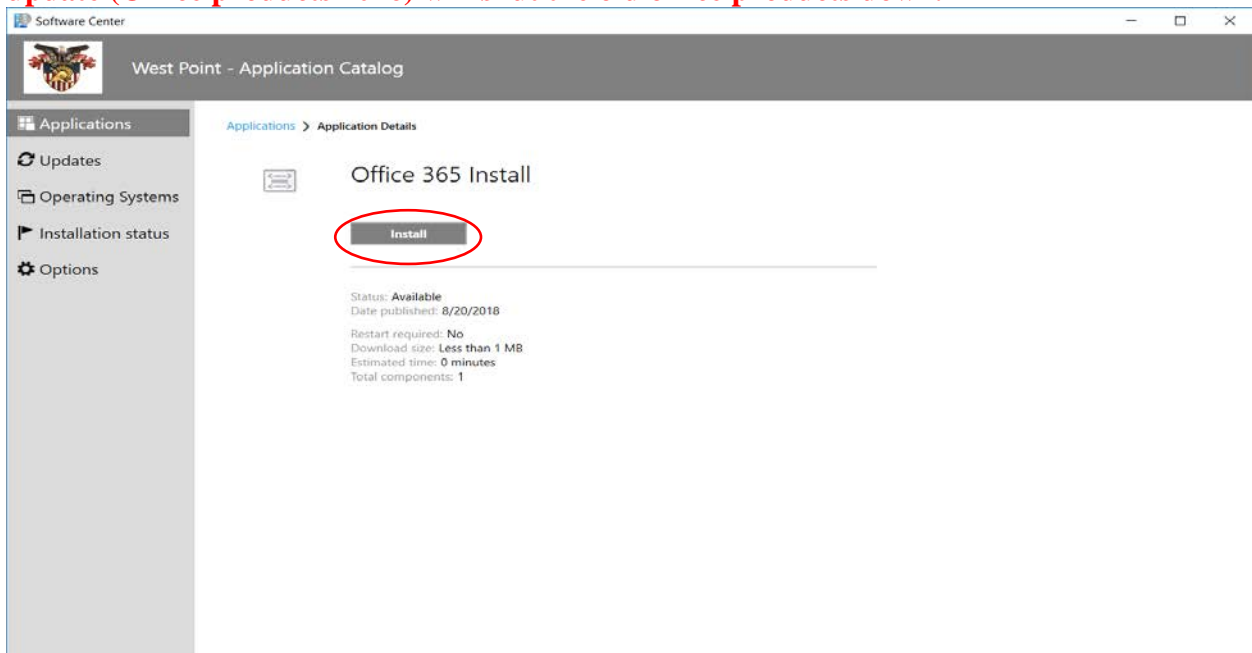 Software Center
West Point - Application Catalog
Applications
Updates
Operating Systems
Installation status
Options
Applications > Application Details
Office 365 Install
Install
Status: Available
Date published: 8/20/2018
Restart required: No
Download size: Less than 1 MB
Estimated time: 0 minutes
Total components: 1